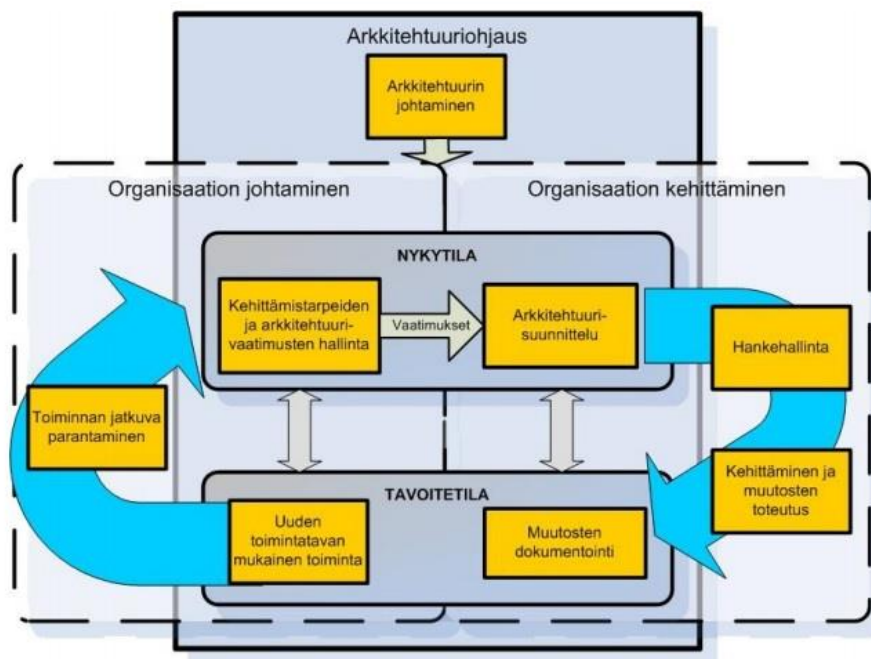 Arkkitehtuuriohjaus
Arkkitehtuurin
johtaminen
Organisaation johtaminen
Organisaation kehittäminen
NYKYTILA
Kehittämistarpeiden
ja arkkitehtuuri-
vaatimusten hallinta
Vaatimukset
Arkkitehtuuri-
suunnittelu
Hankehallinta
Toiminnan jatkuva
parantaminen
Kehittäminen ja
muutosten
toteutus
TAVOITETILA
Uuden
toimintatavan
mukainen toiminta
Muutosten
dokumentointi